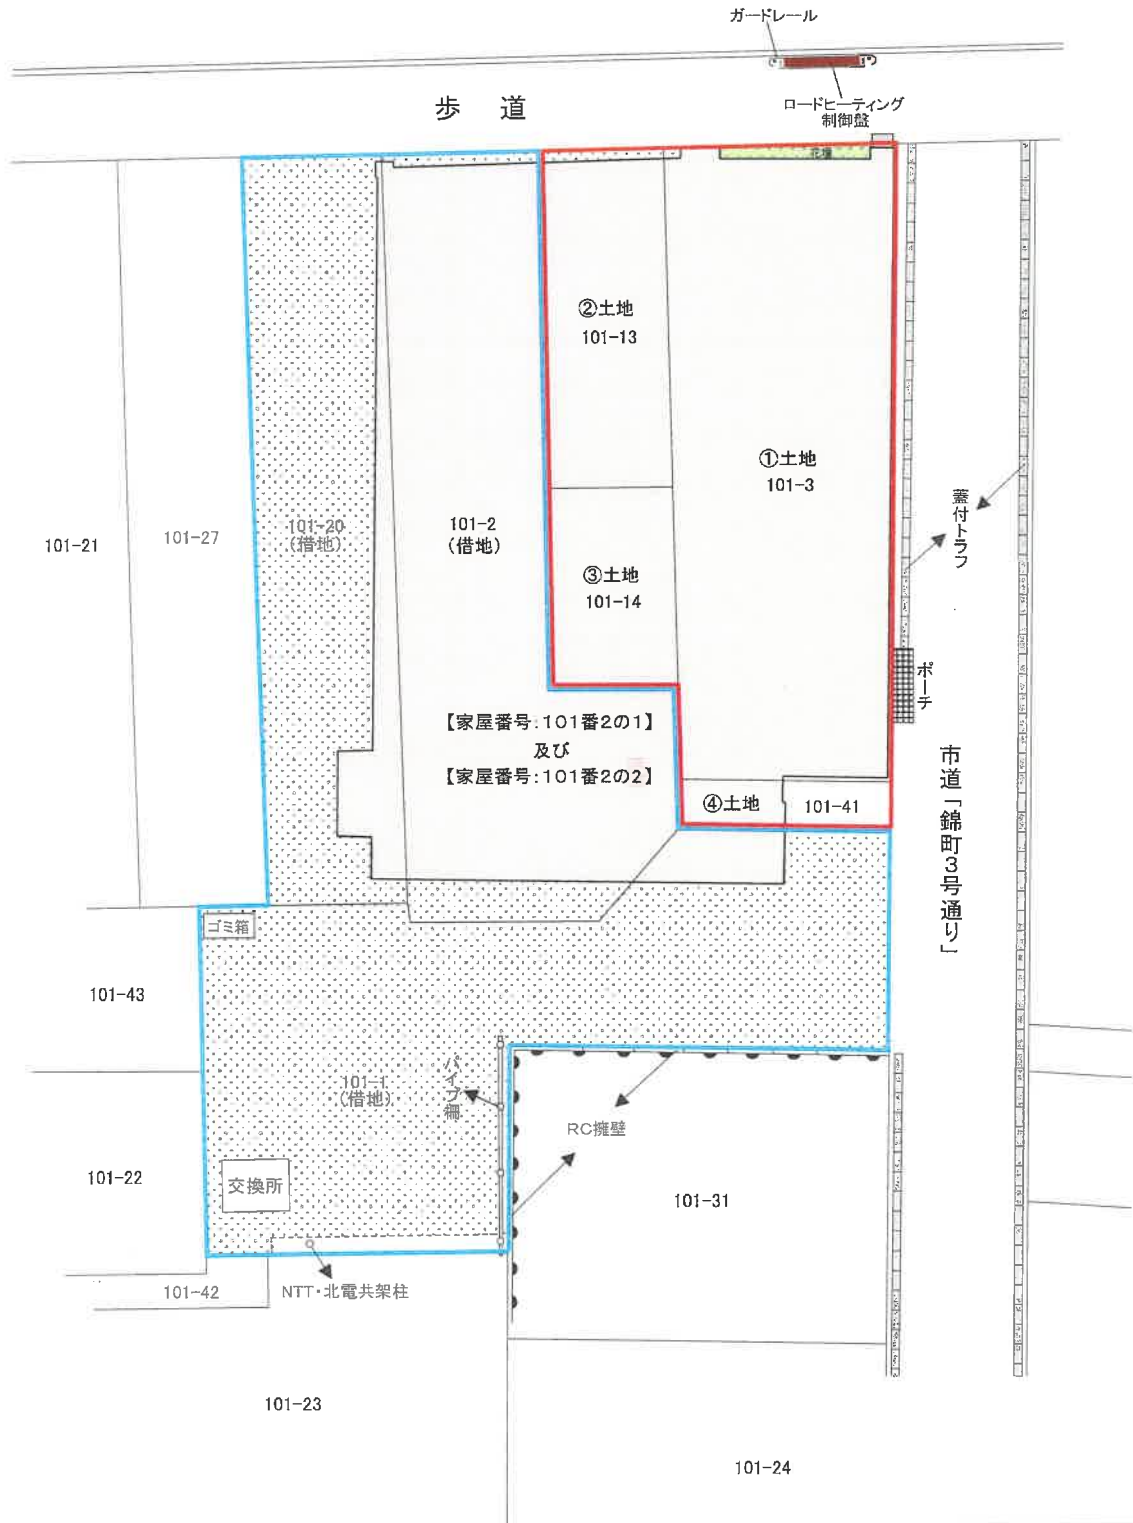 ガードレール
ロードヒーティング
制御盤
歩 道
花壇
②土地
101-13
①土地
101-3
101-21
101-27
101-20
(借地)
101-2
(借地)
③土地
101-14
蓋付トラフ
ポーチ
【家屋番号:101番2の1】
及び
【家屋番号:101番2の2】
④土地
101-41
市道「錦町3号通り」
ゴミ箱
101-43
101-1
(借地)
パイプ柵
RC擁壁
101-22
交換所
101-31
101-42
NTT・北電共架柱
101-23
101-24